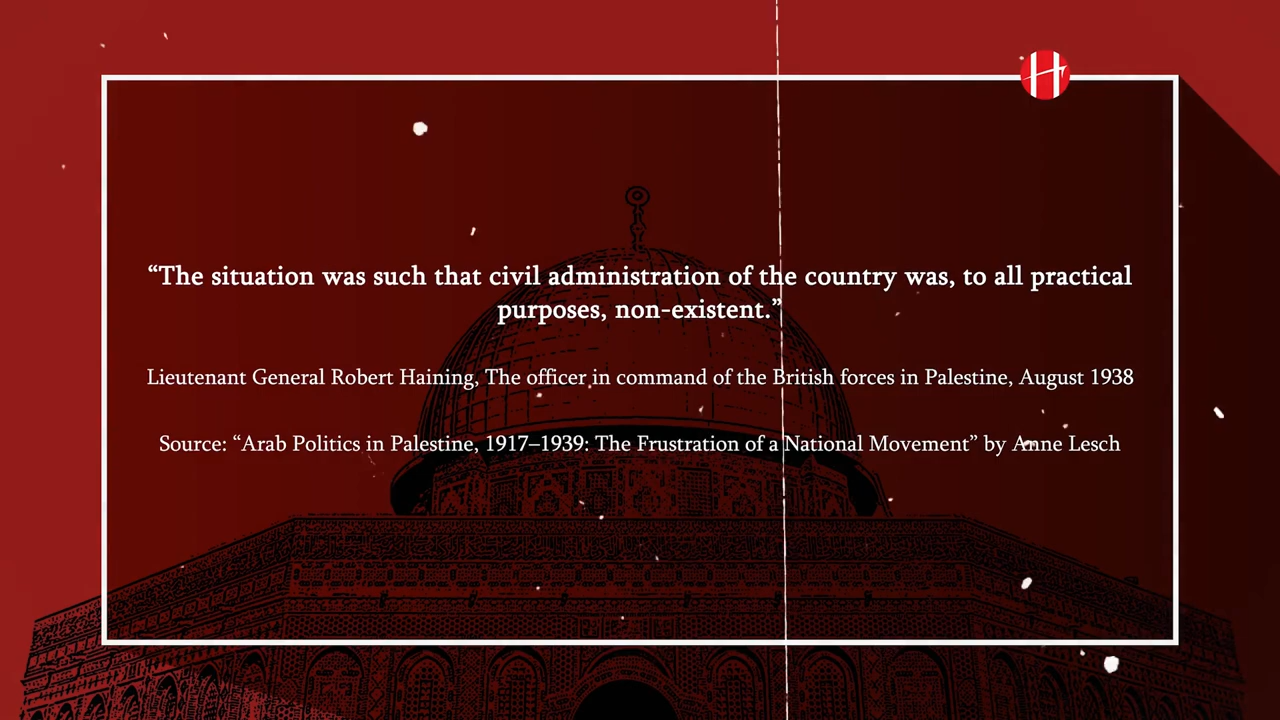 “The situation was such that civil administration of the country was, to all practical
purposes, non-existent.”
Lieutenant General Robert Haining, The officer in command of the British forces in Palestine, August 1938
Source: “Arab Politics in Palestine, 1917–1939: The Frustration of a National Movement” by Anne Lesch